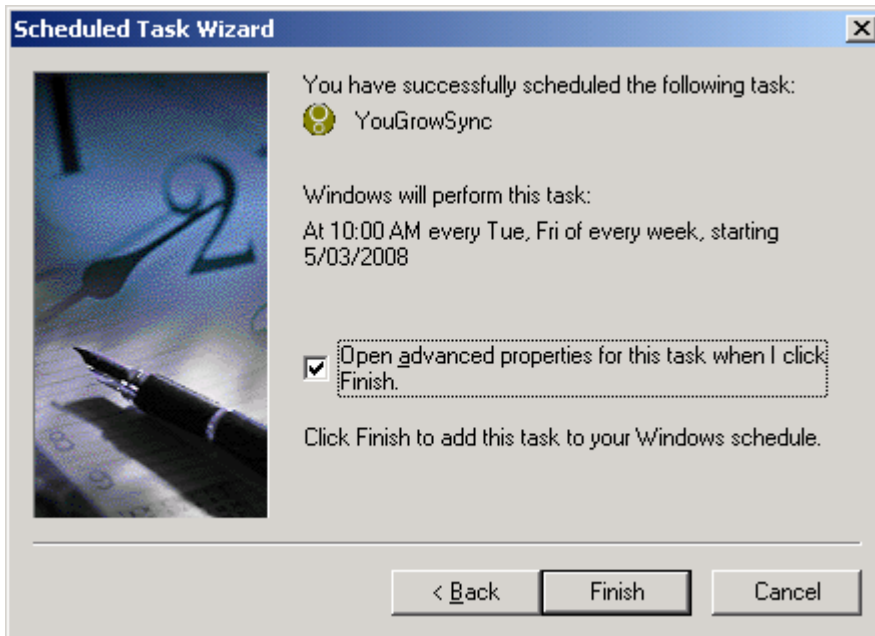 Scheduled Task Wizard
You have successfully scheduled the following task:
YouGrowSync
Windows will perform this task:
At 10:00 AM every Tue, Fri of every week, starting
5/03/2008
Open advanced properties for this task when I click
Finish.
Click Finish to add this task to your Windows schedule.
< Back
Finish
Cancel